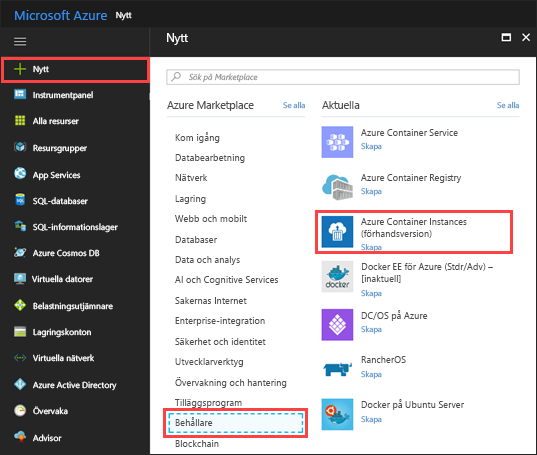 Microsoft Azure Nytt
Nytt
Instrumentpanel
Alla resurser
Resursgrupper
App Services
SQL-databaser
SQL-informationslager
Azure Cosmos DB
Virtuella datorer
Belastningsutjämnare
Lagringskonton
Virtuella nätverk
Azure Active Directory
Övervaka
Advisor
Nytt
Sök på Marketplace
Azure Marketplace
Se alla
Kom igång
Databearbetning
Nätverk
Lagring
Webb och mobilt
Databaser
Data och analys
AI och Cognitive Services
Sakernas Internet
Enterprise-integration
Säkerhet och identitet
Utvecklarverktyg
Övervakning och hantering
Tilläggsprogram
Behållare
Blockchain
Aktuella
Se alla
Azure Container Service
Skapa
Azure Container Registry
Skapa
Azure Container Instances
(förhandsversion)
Skapa
docker
Docker EE för Azure (Stdr/Adv) –
[inaktuell]
Skapa
DC/OS på Azure
Skapa
RancherOS
Skapa
Docker på Ubuntu Server
Skapa